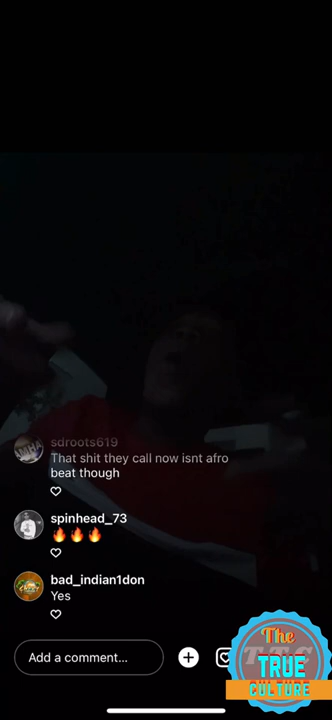 sdroots619
That shit they call now isnt afro
beat though
spinhead_73
🔥🔥🔥
bad_indian1don
Yes
Add a comment...
The
TRUE
CULTURE